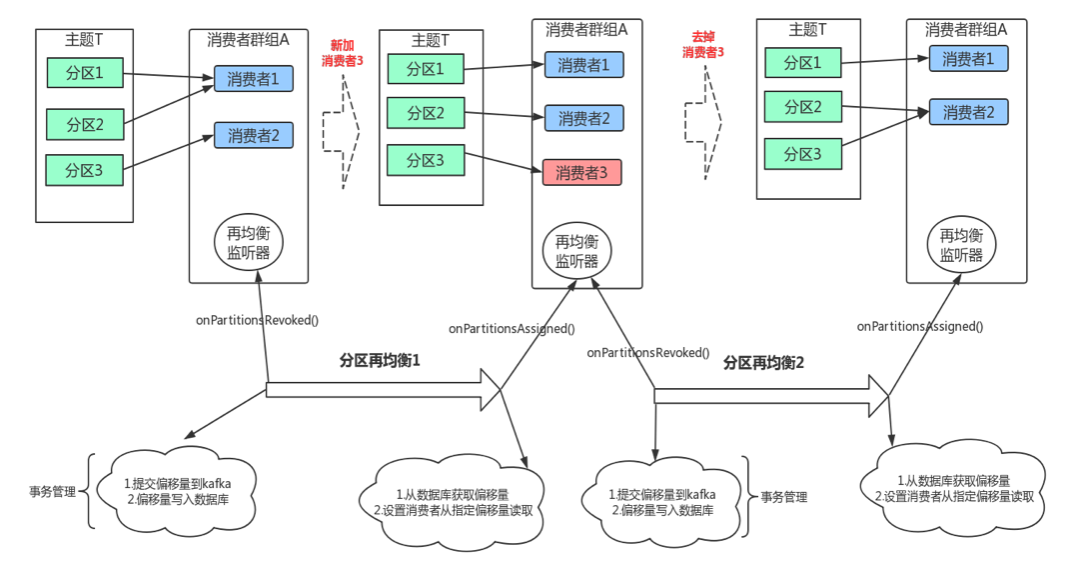 主题T
分区1
分区2
分区3
消费者群组A
消费者1
消费者2
再均衡
监听器
新加
消费者3
主题T
分区1
分区2
分区3
消费者群组A
消费者1
消费者2
消费者3
再均衡
监听器
去掉
消费者3
主题T
分区1
分区2
分区3
消费者群组A
消费者1
消费者2
再均衡
监听器
onPartitionsRevoked()
onPartitionsAssigned()
onPartitionsRevoked()
onPartitionsAssigned()
分区再均衡1
分区再均衡2
事务管理
1.提交偏移量到kafka
2.偏移量写入数据库
1.从数据库获取偏移量
2.设置消费者从指定偏移量读取
1.提交偏移量到kafka
2.偏移量写入数据库
事务管理
1.从数据库获取偏移量
2.设置消费者从指定偏移量读取